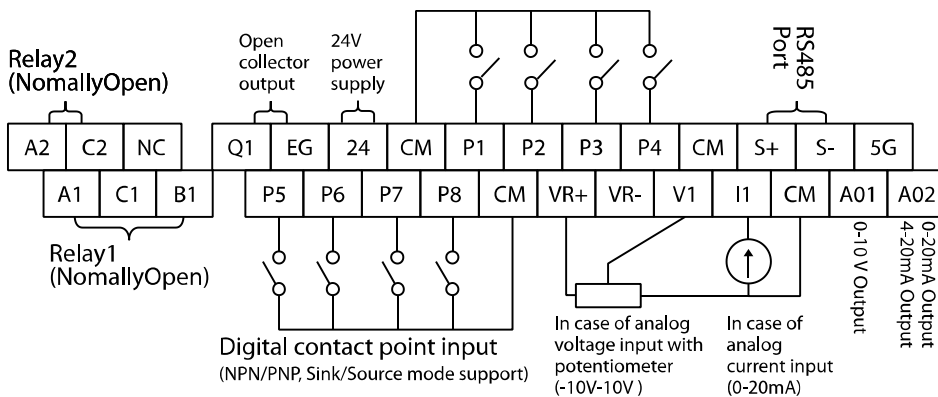 Relay2
(NomallyOpen)
Open
collector
output
24V
power
supply
RS485
Port
A2 C2 NC Q1 EG 24 CM P1 P2 P3 P4 CM S+ S- 5G
A1 C1 B1 P5 P6 P7 P8 CM VR+ VR- V1 I1 CM A01 A02
Relay1
(NomallyOpen)
Digital contact point input
(NPN/PNP, Sink/Source mode support)
In case of analog
voltage input with
potentiometer
(-10V-10V )
In case of
analog
current input
(0-20mA)
0-10 V Output
0-20mA Output
4-20mA Output